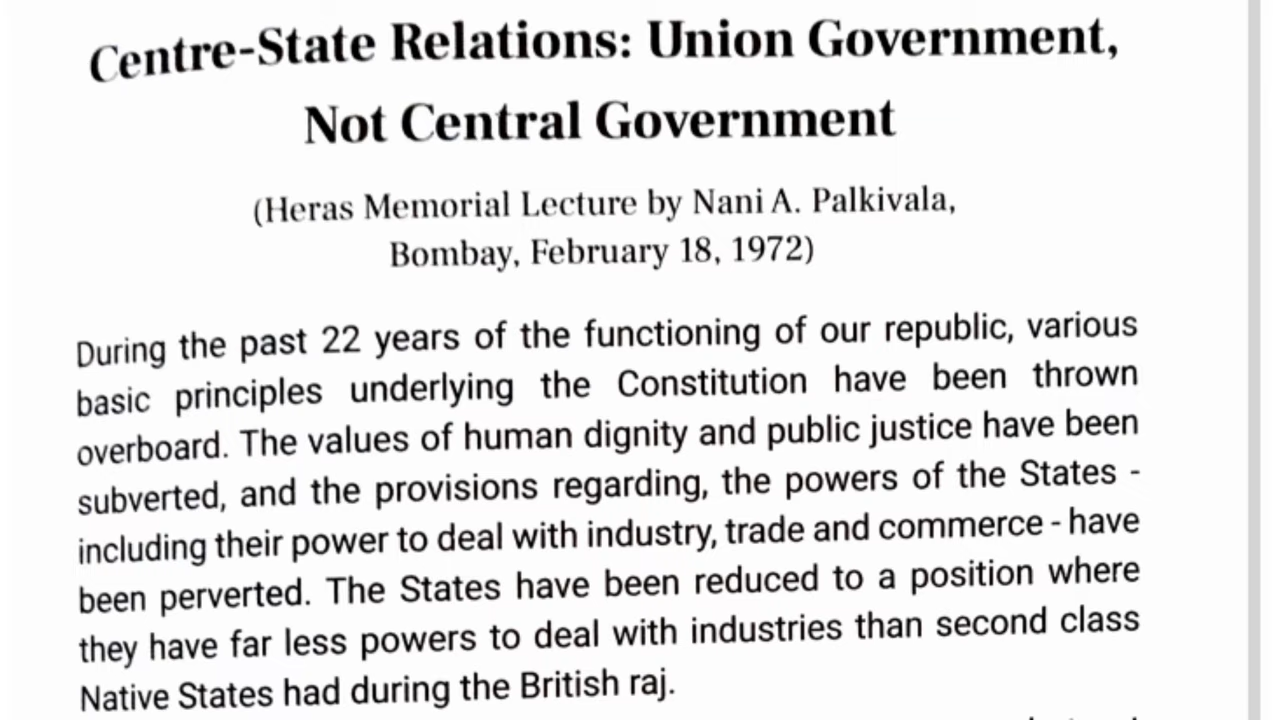 Centre-State Relations: Union Government,
Not Central Government
(Heras Memorial Lecture by Nani A. Palkivala,
Bombay, February 18, 1972)
During the past 22 years of the functioning of our republic, various
basic principles underlying the Constitution have been thrown
overboard. The values of human dignity and public justice have been
subverted, and the provisions regarding, the powers of the States -
including their power to deal with industry, trade and commerce - have
been perverted. The States have been reduced to a position where
they have far less powers to deal with industries than second class
Native States had during the British raj.